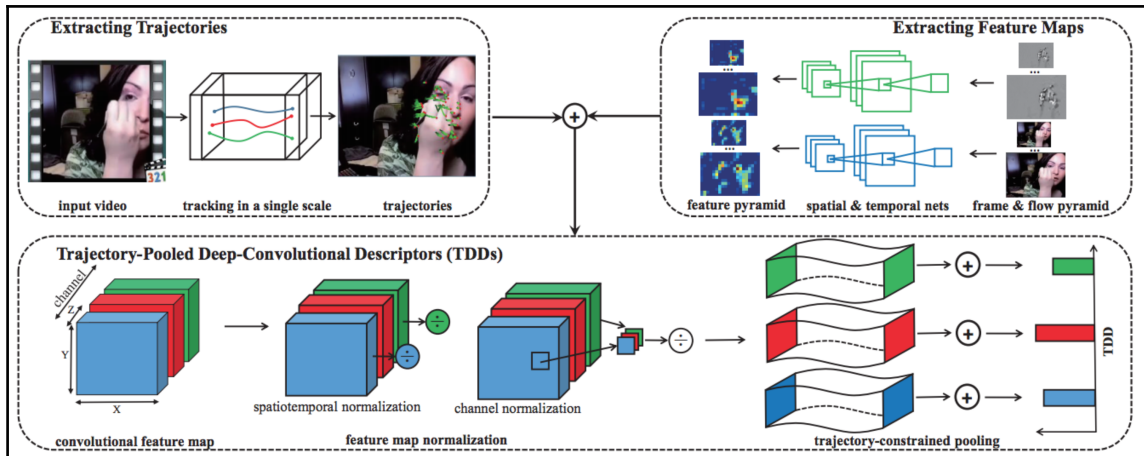 Extracting Trajectories
321
input video
tracking in a single scale
trajectories
+
Extracting Feature Maps
...
...
feature pyramid
spatial & temporal nets
frame & flow pyramid
Trajectory-Pooled Deep-Convolutional Descriptors (TDDs)
channel
Z
Y
X
convolutional feature map
÷
÷
spatiotemporal normalization
channel normalization
÷
feature map normalization
+
+
+
trajectory-constrained pooling
TDD